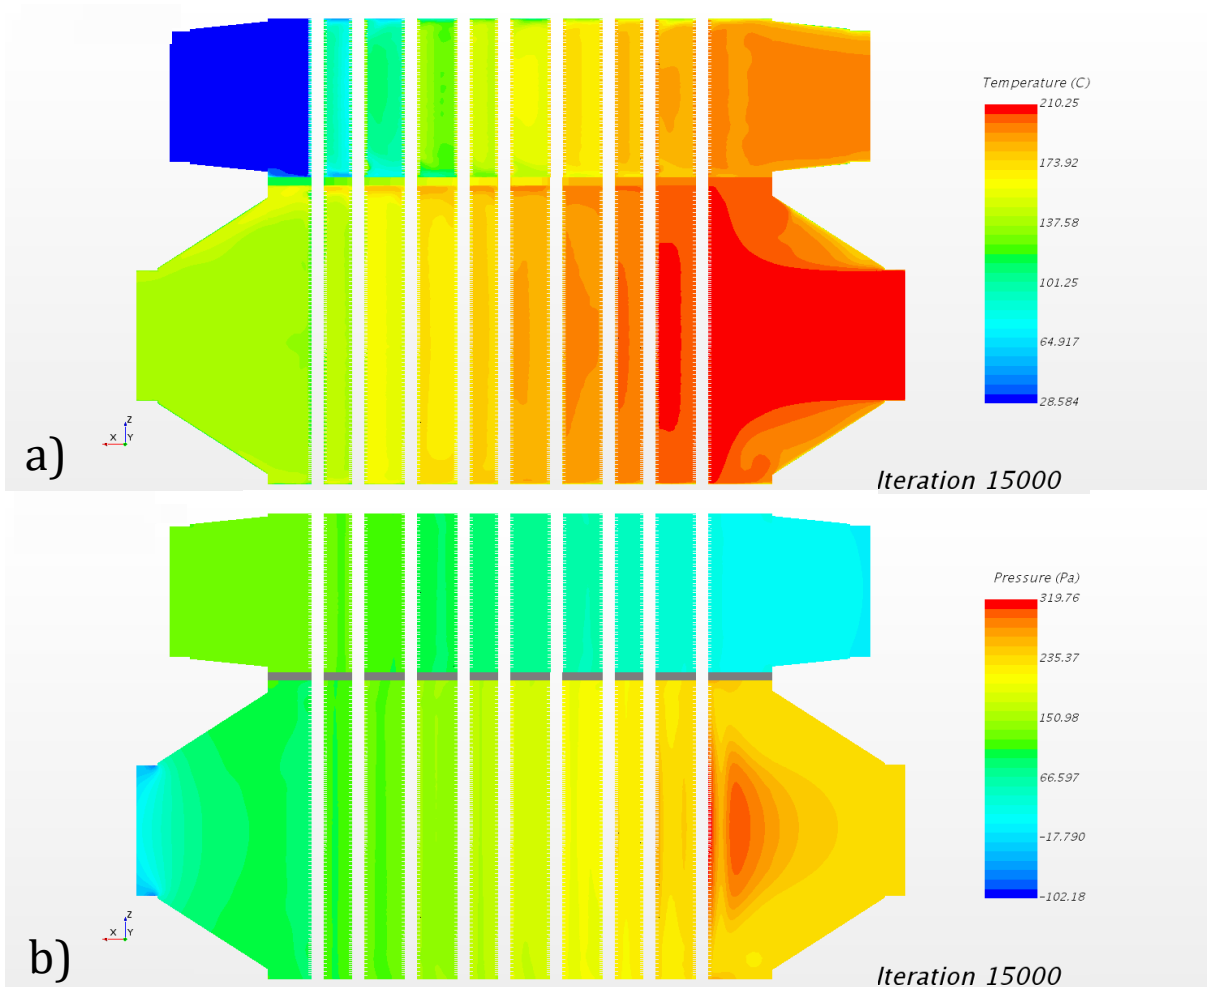 Temperature (C)
210.25
173.92
137.58
101.25
64.917
28.584
Z
X Y
a)
Iteration 15000
Pressure (Pa)
319.76
235.37
150.98
66.597
-17.790
-102.18
Z
X Y
b)
Iteration 15000